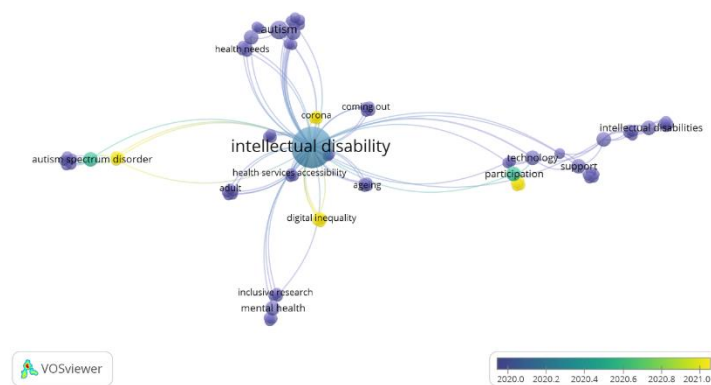 autism
health needs
corona
coming out
intellectual disability
intellectual disabilities
autism spectrum disorder
technology
support
participation
health services accessibility
adult
ageing
digital inequality
inclusive research
mental health
VOSviewer
2020.0 2020.2 2020.4 2020.6 2020.8 2021.0